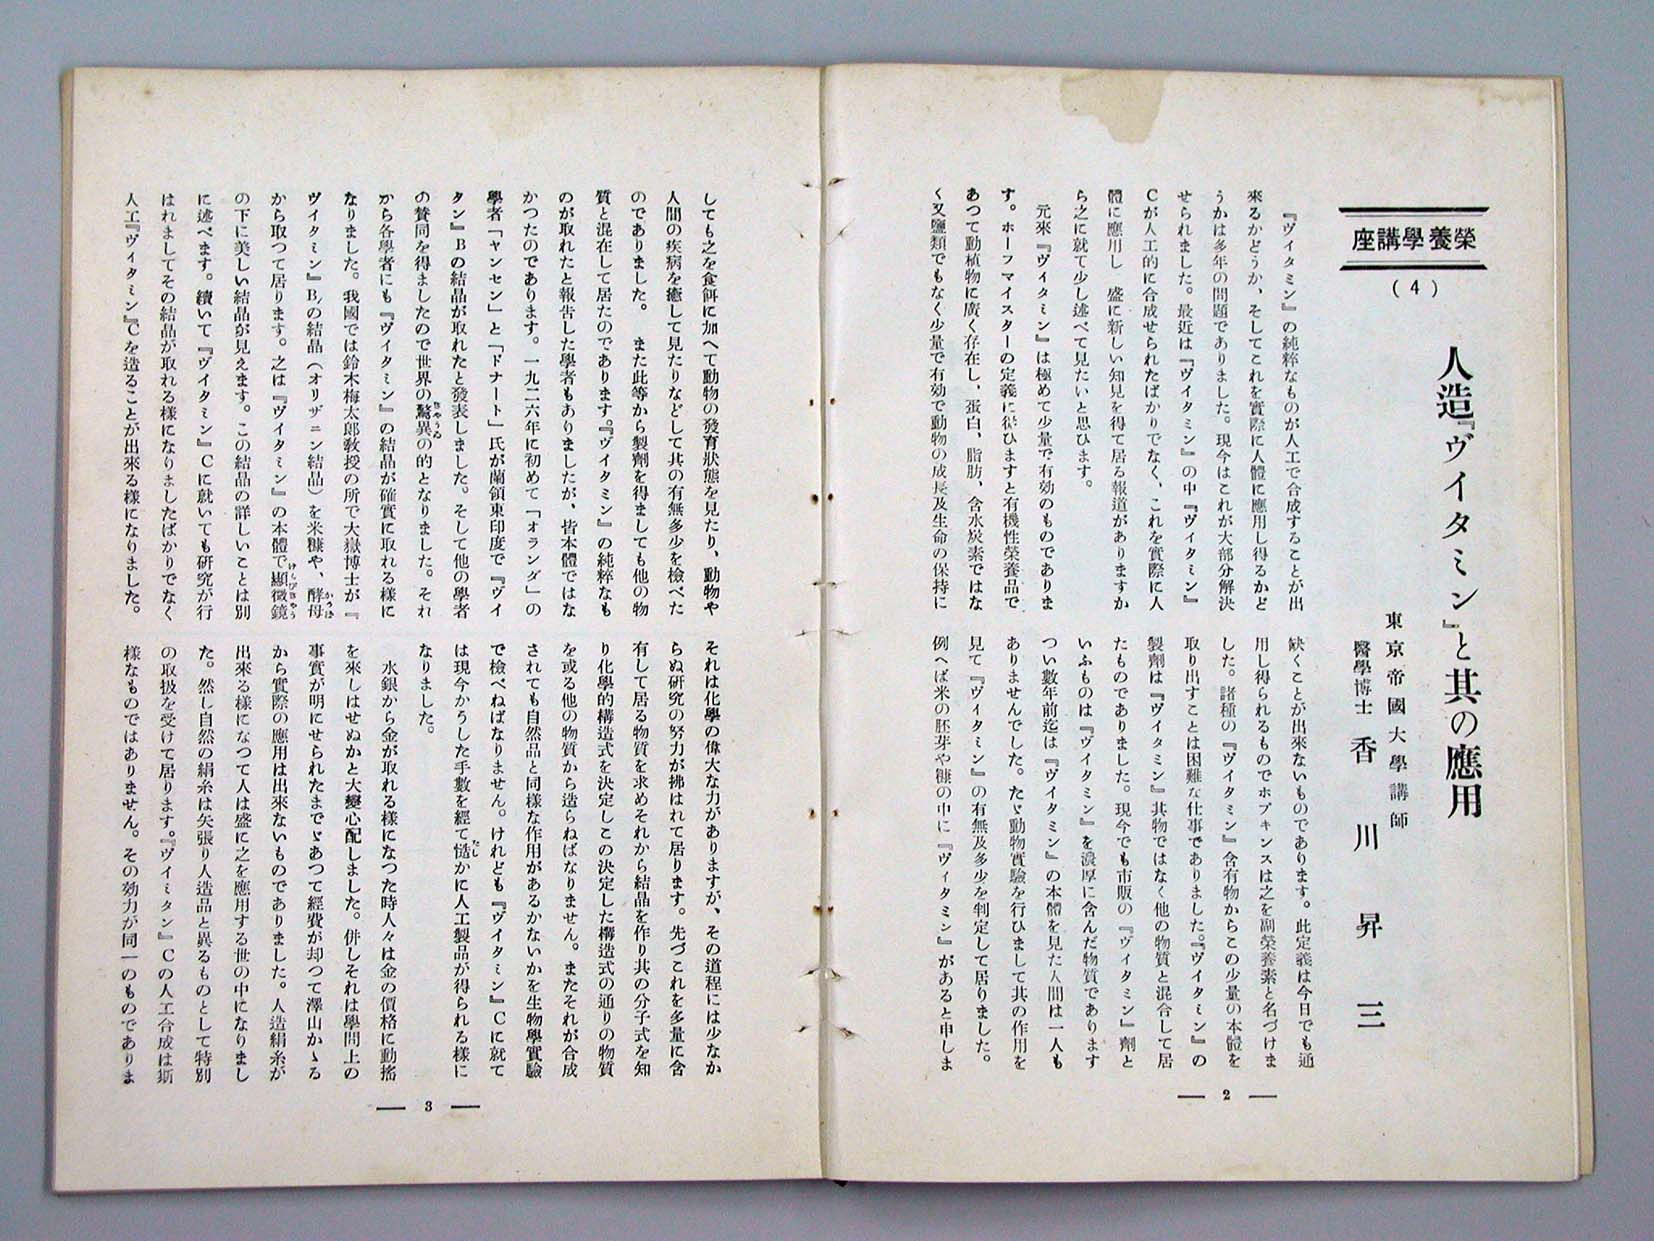 榮養學講座
(4)
人造『ヴイタミン』と其の應用
東京帝國大學講師
醫學博士 香川昇三
『ヴィタミン』の純粹なものが人工で合成することが出
來るかどうか、そしてこれを實際に人體に應用し得るかど
うかは多年の問題でありました。現今はこれが大部分解決
せられました。最近は『ヴィタミン』の中『ヴィタミン』
Cが人工的に合成せられたばかりでなく、これを實際に人
體に應用し 盛に新しい知見を得て居る報道がありますか
ら之に就て少し述べて見たいと思ひます。
元來『ヴィタミン』は極めて少量で有効のものでありま
す。ホーフマイスターの定義に從ひますと有機性榮養品で
あつて動植物に廣く存在し、蛋白、脂肪、含水炭素ではな
く又鹽類でもなく少量で有効で動物の成長及生命の保持に
缺くことが出來ないものであります。此定義は今日でも通
用し得られるものでホプキンスは之を副榮養素と名づけま
した。諸種の『ヴィタミン』含有物からこの少量の本體を
取り出すことは困難な仕事でありました。『ヴィタミン』の
製劑は『ヴィタミン』其物ではなく他の物質と混合して居
たものでありました。現今でも市販の『ヴィタミン』劑と
いふものは『ヴィタミン』を濃厚に含んだ物質であります
つい數年前迄は『ヴィタミン』の本體を見た人間は一人も
ありませんでした。たゞ動物實驗を行ひまして其の作用を
見て『ヴィタミン』の有無及多少を判定して居りました。
例へば米の胚芽や糠の中に『ヴィタミン』があると申しま
— 2 —
しても之を食餌に加へて動物の發育狀態を見たり、動物や
人間の疾病を癒して見たりなどして其の有無多少を檢べた
のでありました。 また此等から製劑を得ましても他の物
質と混在して居たのであります。『ヴイタミン』の純粹なも
のが取れたと報告した學者もありましたが、皆本體ではな
かつたのであります。一九二六年に初めて「オランダ」の
學者「ヤンセン」と「ドナート」氏が蘭領東印度で『ヴイ
タン』Bの結晶が取れたと發表しました。そして他の學者
の賛同を得ましたので世界の驚異の的となりました。それ
から各學者にも『ヴイタミン』の結晶が確實に取れる樣に
なりました。我國では鈴木梅太郎敎授の所で大嶽博士が『
ヴイタミン』B₁の結晶(オリザニン結晶)を米糠や、酵母
から取つて居ります。之は『ヴイタミン』の本體で顯微鏡
の下に美しい結晶が見えます。この結晶の詳しいことは別
に述べます。續いて『ヴイタミン』Cに就いても研究が行
はれましてその結晶が取れる樣になりましたばかりでなく
人工『ヴイタミン』Cを造ることが出來る樣になりました。
それは化學の偉大な力がありますが、その道程には少なか
らぬ研究の努力が拂はれて居ります。先づこれを多量に含
有して居る物質を求めそれから結晶を作り其の分子式を知
り化學的構造式を決定しこの決定した構造式の通りの物質
を或る他の物質から造らねばなりません。またそれが合成
されても自然品と同樣な作用があるかないかを生物學實驗
で檢べねばなりません。けれども『ヴイタミン』Cに就て
は現今かうした手數を經て慥かに人工製品が得られる樣に
なりました。
水銀から金が取れる樣になつた時人々は金の價格に動搖
を來しはせぬかと大變心配しました。併しそれは學問上の
事實が明にせられたまでゞあつて經費が却つて澤山かゝる
から實際の應用は出來ないものでありました。人造絹糸が
出來る樣になつて人は盛に之を應用する世の中になりまし
た。然し自然の絹糸は矢張り人造品と異るものとして特別
の取扱を受けて居ります。『ヴイミタン』Cの人工合成は斯
樣なものではありません。その効力が同一のものでありま
— 3 —